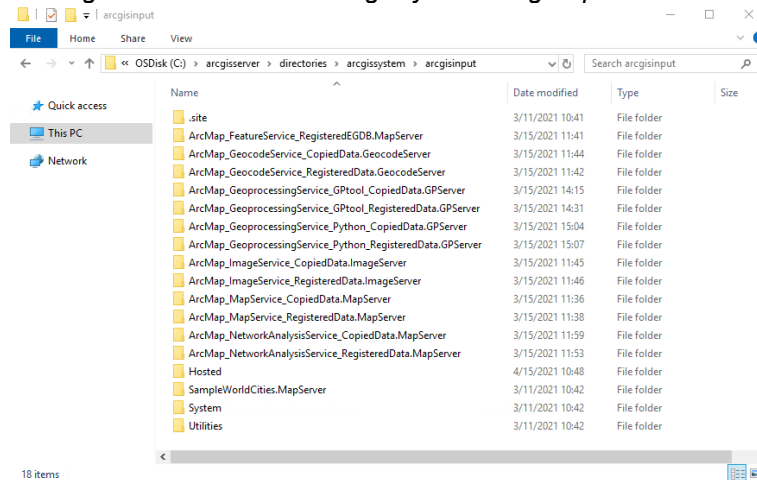 arcgisinput
File Home Share View
« OSDisk (C:) › arcgisserver › directories › arcgissystem › arcgisinput Search arcgisinput
Name Date modified Type Size
Quick access
This PC
Network
.site 3/11/2021 10:41 File folder
ArcMap_FeatureService_RegisteredEGDB.MapServer 3/15/2021 11:41 File folder
ArcMap_GeocodeService_CopiedData.GeocodeServer 3/15/2021 11:44 File folder
ArcMap_GeocodeService_RegisteredData.GeocodeServer 3/15/2021 11:42 File folder
ArcMap_GeoprocessingService_GPtool_CopiedData.GPServer 3/15/2021 14:15 File folder
ArcMap_GeoprocessingService_GPtool_RegisteredData.GPServer 3/15/2021 14:31 File folder
ArcMap_GeoprocessingService_Python_CopiedData.GPServer 3/15/2021 15:04 File folder
ArcMap_GeoprocessingService_Python_RegisteredData.GPServer 3/15/2021 15:07 File folder
ArcMap_ImageService_CopiedData.ImageServer 3/15/2021 11:45 File folder
ArcMap_ImageService_RegisteredData.ImageServer 3/15/2021 11:46 File folder
ArcMap_MapService_CopiedData.MapServer 3/15/2021 11:36 File folder
ArcMap_MapService_RegisteredData.MapServer 3/15/2021 11:38 File folder
ArcMap_NetworkAnalysisService_CopiedData.MapServer 3/15/2021 11:59 File folder
ArcMap_NetworkAnalysisService_RegisteredData.MapServer 3/15/2021 11:53 File folder
Hosted 4/15/2021 10:48 File folder
SampleWorldCities.MapServer 3/11/2021 10:42 File folder
System 3/11/2021 10:42 File folder
Utilities 3/11/2021 10:42 File folder
18 items